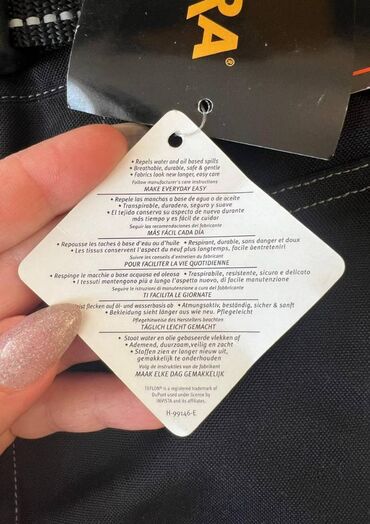 RA®
• Repels water and oil based spills
• Breathable, durable, safe & gentle
• Fabrics look new longer, easy care
Follow manufacturer's care instructions
MAKE EVERYDAY EASY
• Repele las manchas a base de agua o de aceite
• Transpirable, duradero, seguro y suave
• El tejido conserva su aspecto de nuevo durante
más tiempo y es fácil de cuidar
Seguir las recomendaciones del fabricante
MÁS FÁCIL CADA DÍA
• Repousse les taches à base d'eau ou d'huile • Respirant, durable, sans danger et doux
• Les tissus conservent l'aspect du neuf plus longtemps, facile
Suivre les conseils d'entretien du fabricant
POUR FACILITER LA VIE QUOTIDIENNE
• Respinge le macchie a base acquosa ed oleosa • Traspirabile, resistente, sicuro e delicato
• I tessuti mantengono più a lungo l'aspetto nuovo, di facile manutenzione
Seguire le istruzioni di manutenzione a cura del fabbricante
TI FACILITA LE GIORNATE
flecken auf öl- und wasserbasis ab • Atmungsaktiv, beständig, sicher & sanft
• Bekleidung sieht länger aus wie neu. Pflegeleicht
Pflegehinweise des Herstellers beachten
TÄGLICH LEICHT GEMACHT
• Stoot water en olie gebaseerde vlekken af
• Ademend, duurzaam, veilig en zacht
• Stoffen zien er langer nieuw uit,
gemakkelijk te onderhouden
Volg de instrukties van de fabrikant
MAAK ELKE DAG GEMAKKELIJK
TEFLON® is a registered trademark of
DuPont used under license by
INVISTA and its affiliates.
H-99146-E